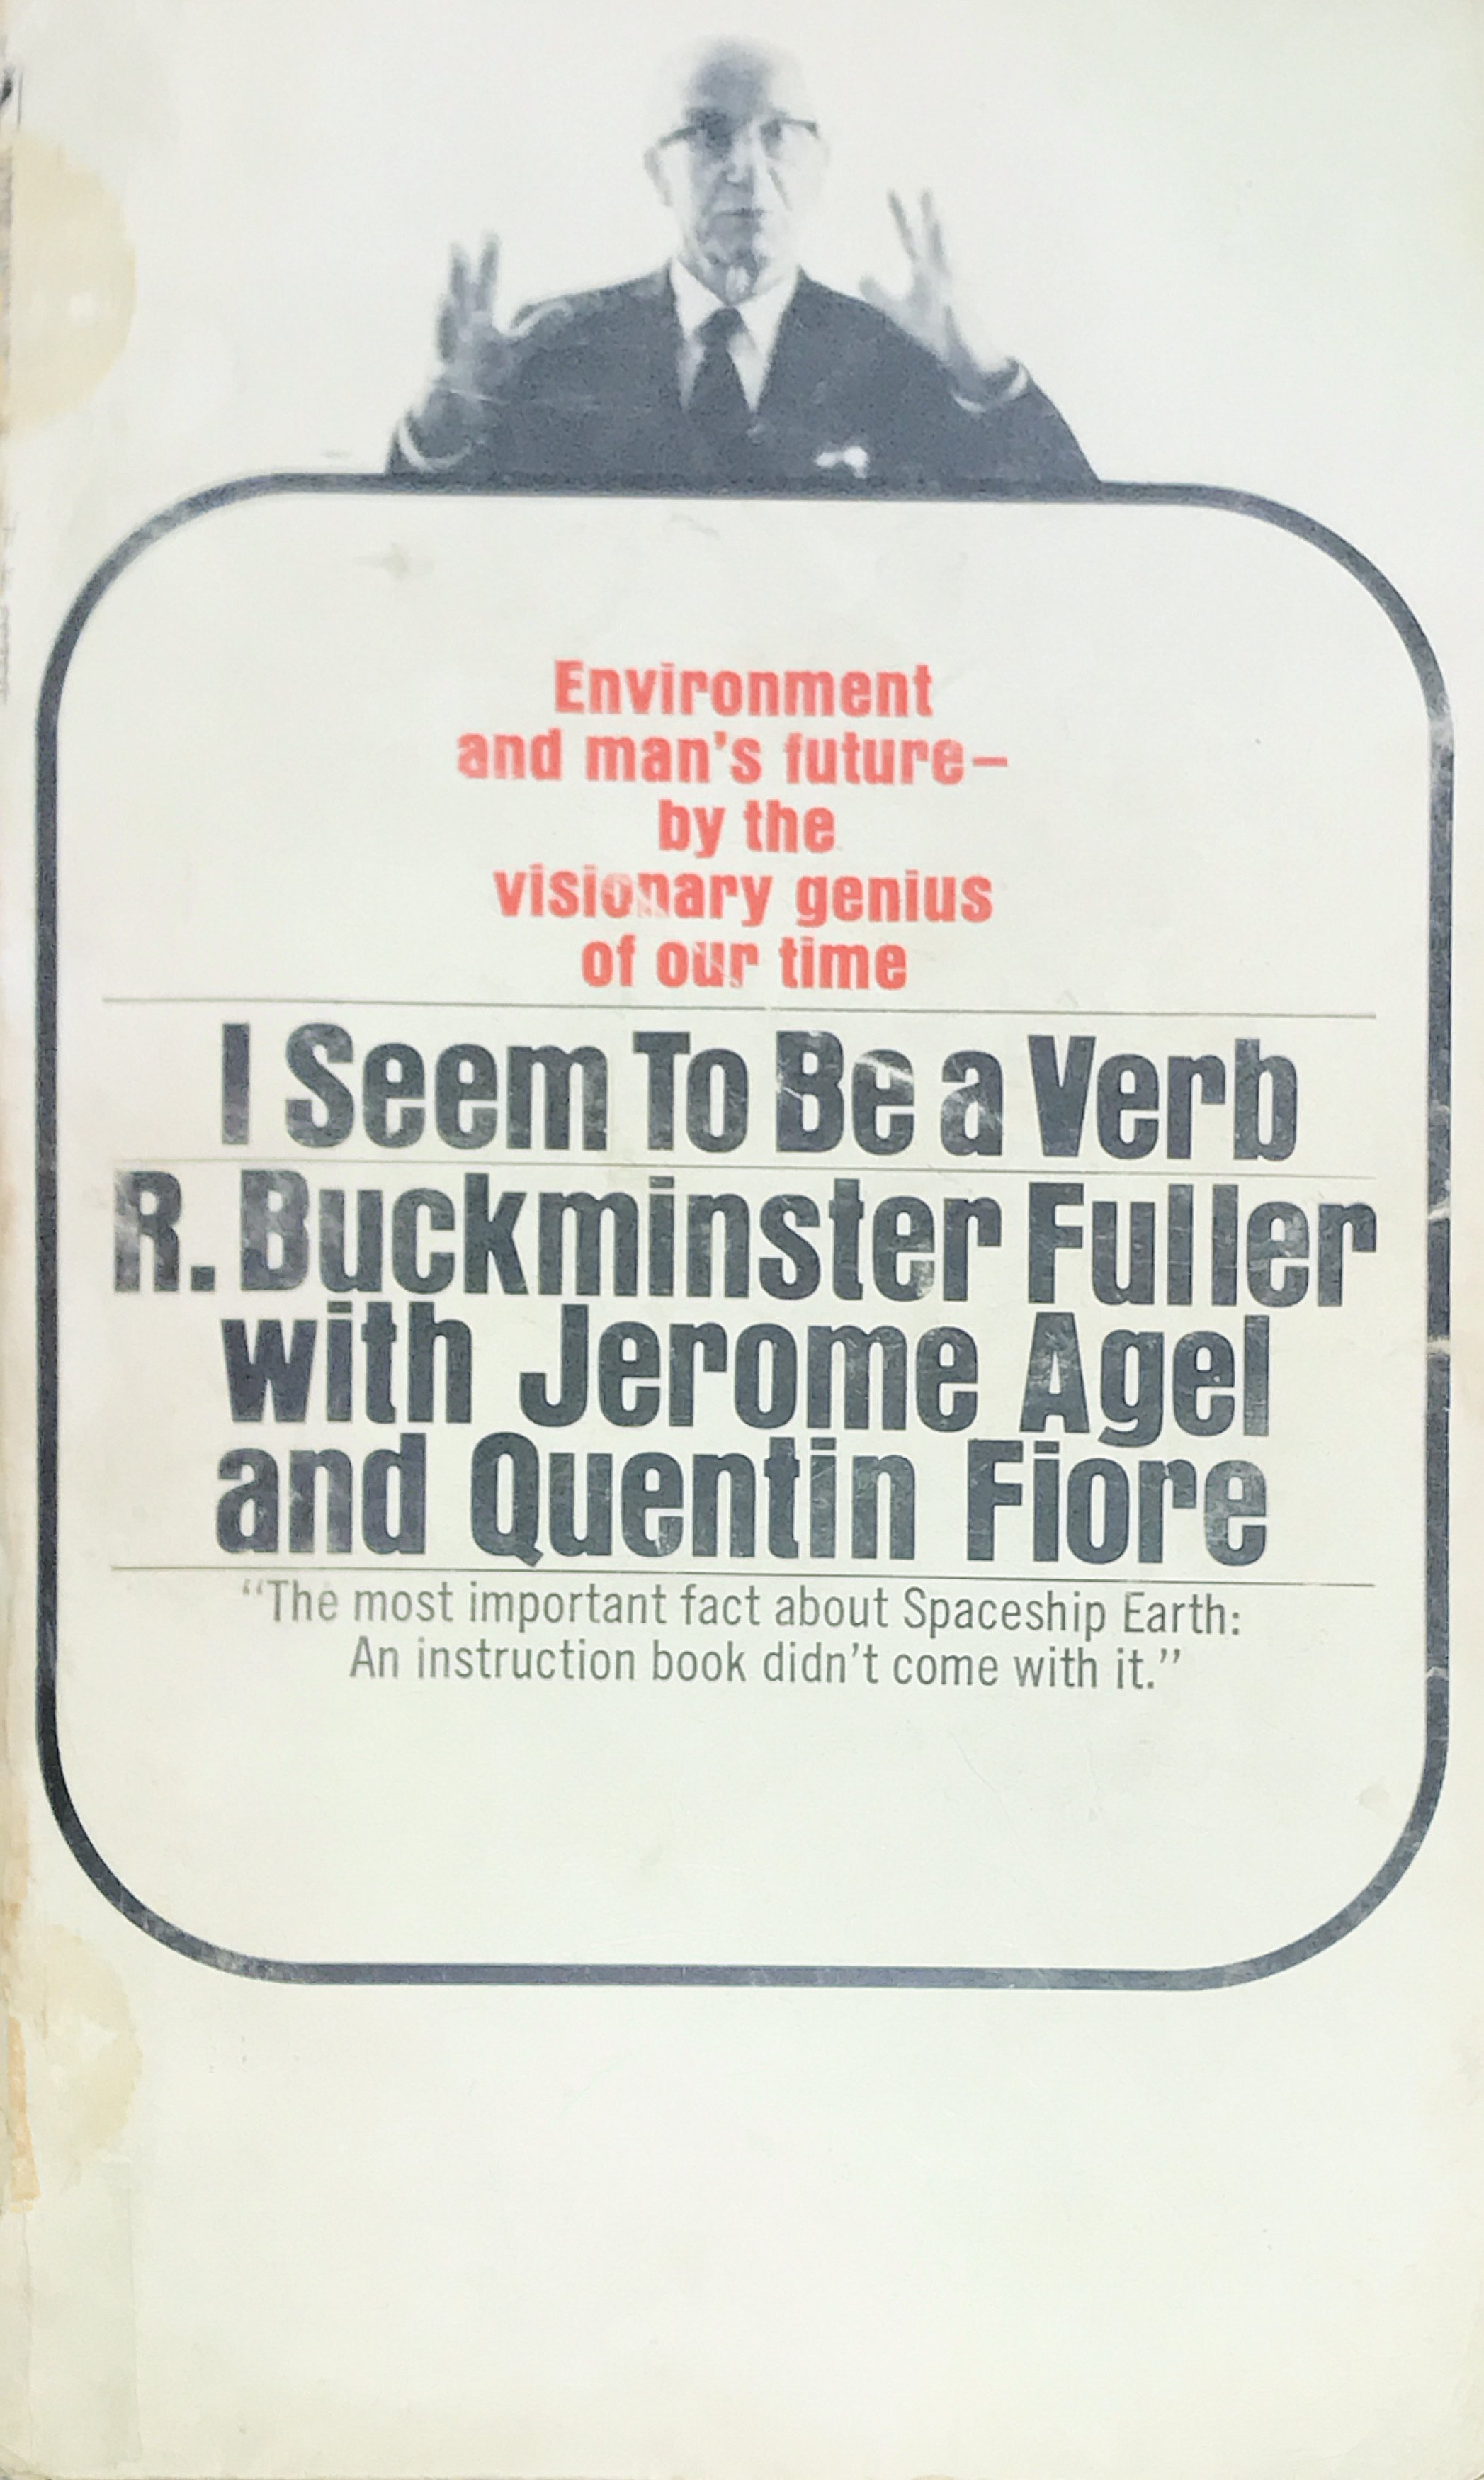 Environment
and man's future—
by the
visionary genius
of our time
I Seem To Be a Verb
R. Buckminster Fuller
with Jerome Agel
and Quentin Fiore
“The most important fact about Spaceship Earth:
An instruction book didn’t come with it.”